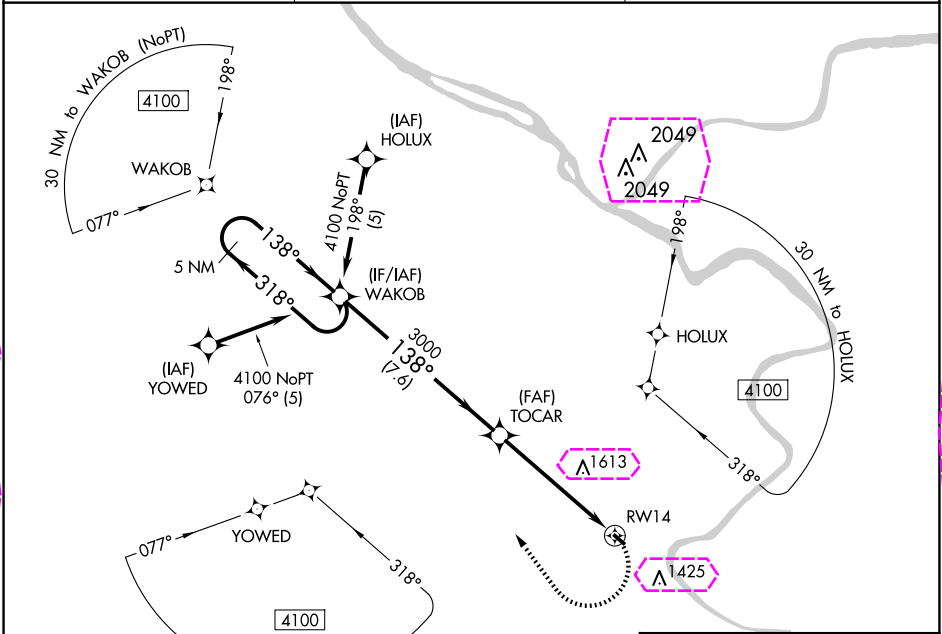 30 NM to WAKOB (NoPT)
198°
4100
WAKOB
077°
(IAF)
HOLUX
4100 NoPT
198°
(5)
2049
2049
198°
30 NM to HOLUX
HOLUX
4100
318°
138°
5 NM
318°
(IF/IAF)
WAKOB
(IAF)
YOWED
4100 NoPT
076° (5)
3000
138°
(7.6)
(FAF)
TOCAR
1613
RW14
1425
077°
YOWED
318°
4100